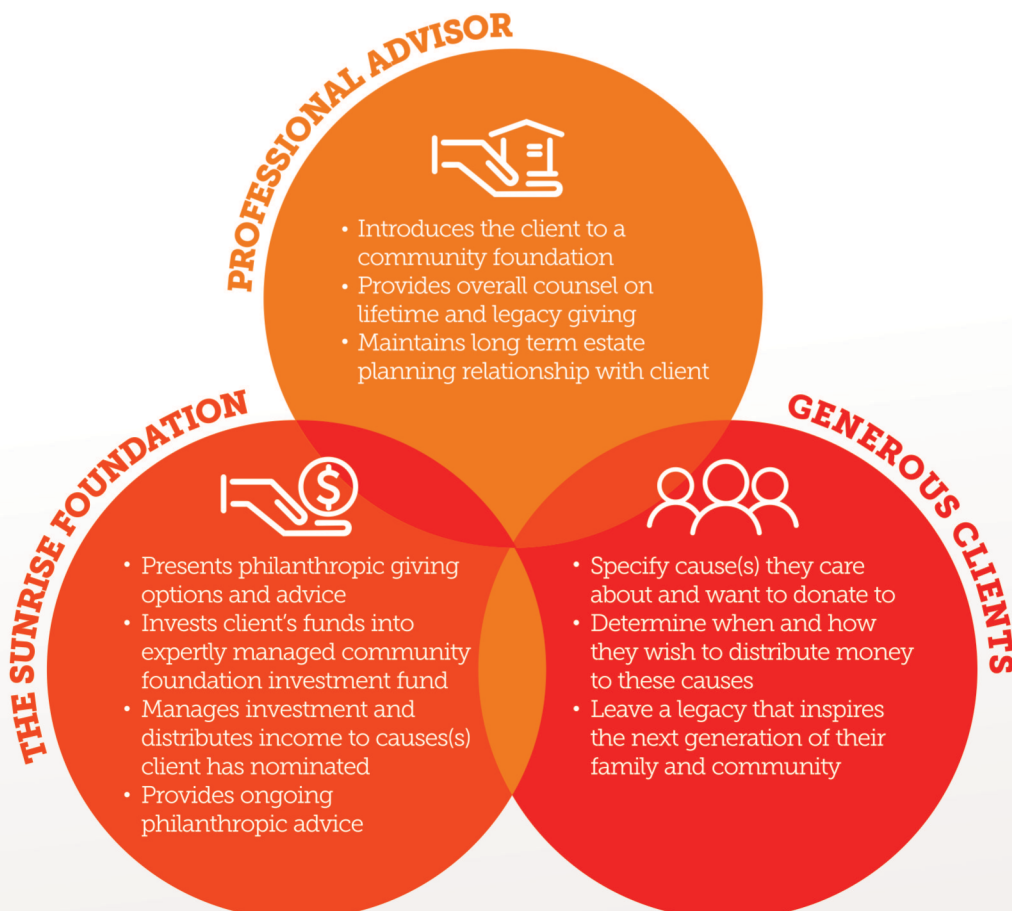 PROFESSIONAL ADVISOR
• Introduces the client to a
community foundation
• Provides overall counsel on
lifetime and legacy giving
• Maintains long term estate
planning relationship with client
THE SUNRISE FOUNDATION
$
• Presents philanthropic giving
options and advice
• Invests client’s funds into
expertly managed community
foundation investment fund
• Manages investment and
distributes income to causes(s)
client has nominated
• Provides ongoing
philanthropic advice
GENEROUS CLIENTS
• Specify cause(s) they care
about and want to donate to
• Determine when and how
they wish to distribute money
to these causes
• Leave a legacy that inspires
the next generation of their
family and community